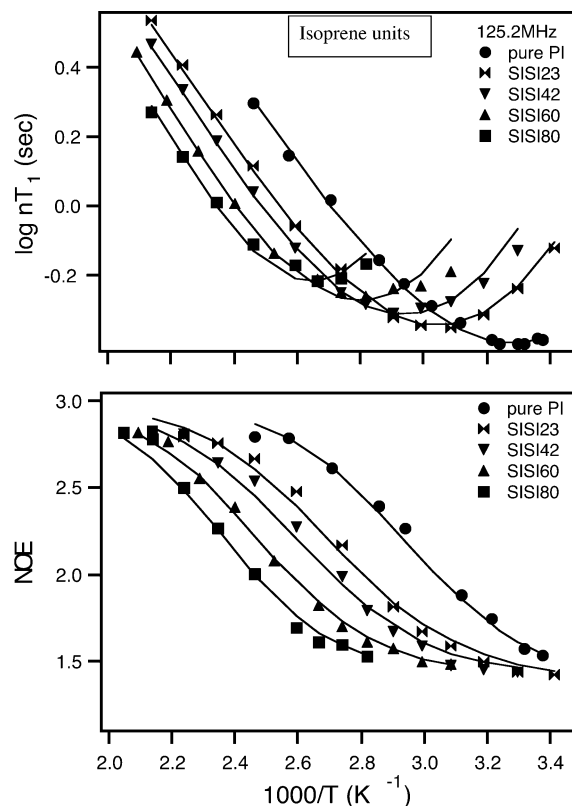 Isoprene units
125.2MHz
pure PI
SISI23
SISI42
SISI60
SISI80
0.4
0.2
0.0
-0.2
log nT1 (sec)
3.0
2.5
2.0
1.5
NOE
pure PI
SISI23
SISI42
SISI60
SISI80
2.0 2.2 2.4 2.6 2.8 3.0 3.2 3.4
1000/T (K-1)